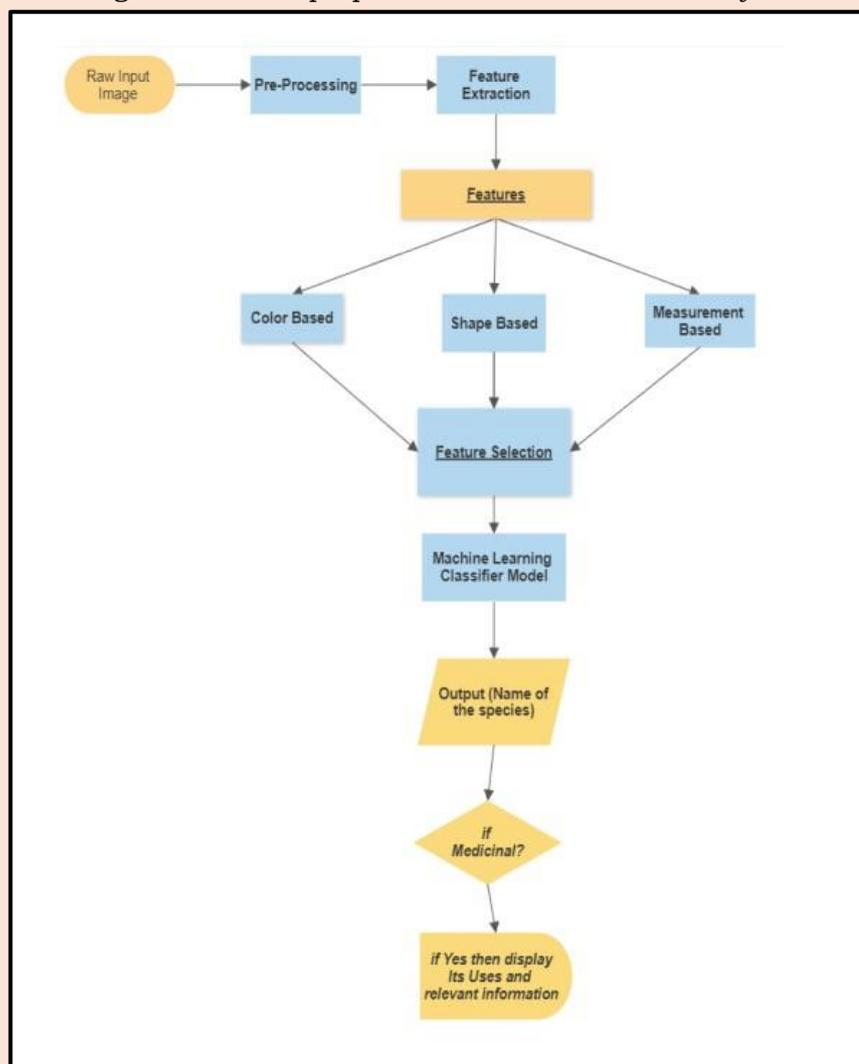 Raw Input
Image
Pre-Processing
Feature
Extraction
Features
Color Based
Shape Based
Measurement
Based
Feature Selection
Machine Learning
Classifier Model
Output (Name of
the species)
if
Medicinal?
if Yes then display
Its Uses and
relevant information